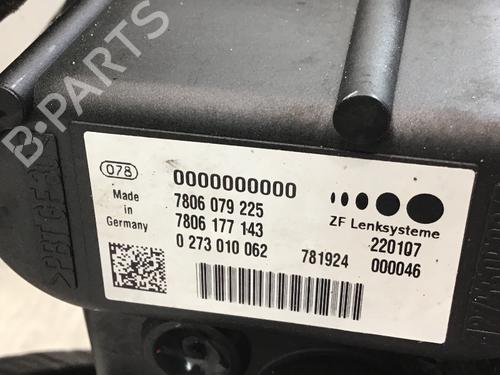 B-PARTS
078
Made
in
Germany
0000000000
7806 079 225
7806 177 143
0 273 010 062
781924
ZF Lenksysteme
220107
000046